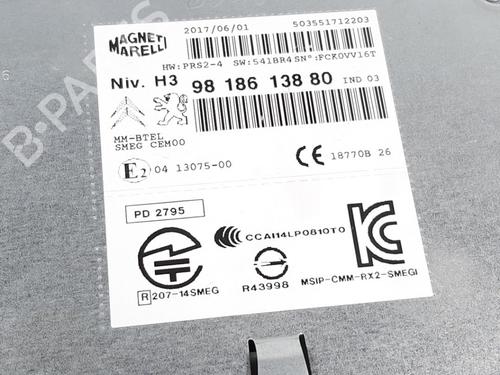 MAGNETI
MARELLI
2017/06/01
503551712203
HW:PRS2-4 SW:541BR4 SN°:FCK0VV16T
Niv. H3
98 186 138 80
IND 03
MM-BTEL
SMEG CEM00
E2
04 13075-00
CE
18770B 26
PD 2795
CCAI14LP0810T0
R 207-14SMEG
R43998
MSIP-CMM-RX2-SMEGI
B-PARTS